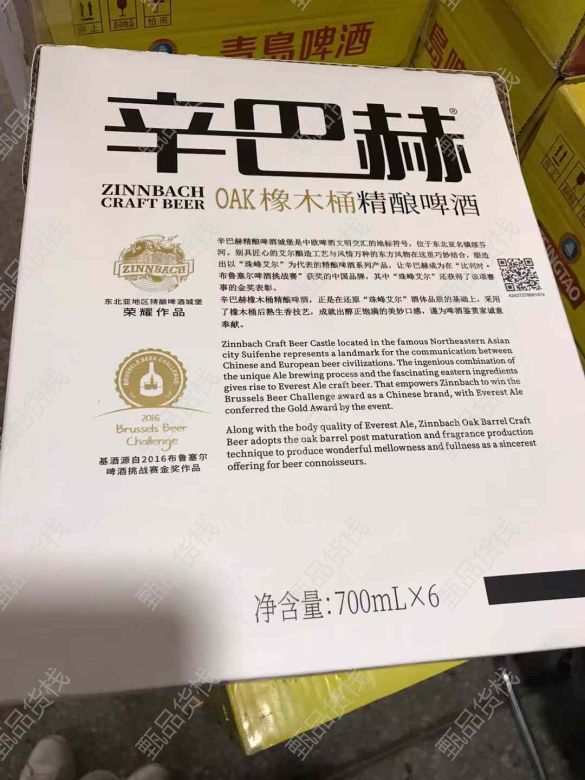 青島啤酒
TSINGTAO
辛巴赫®
ZINNBACH
CRAFT BEER
OAK橡木桶精酿啤酒
ZINNBACH
东北亚地区精酿啤酒城堡
荣耀作品
辛巴赫精酿啤酒城堡是中欧啤酒文明交汇的地标符号，位于东北亚名镇绥芬
河。别具匠心的艾尔酿造工艺与风情万种的东方风物在这里巧妙结合，酿造
出以“珠峰艾尔”为代表的精酿啤酒系列产品，让辛巴赫成为在“比利时·
布鲁塞尔啤酒挑战赛”获奖的中国品牌，其中“珠峰艾尔”还获得了该项赛
事的金奖表彰。
辛巴赫橡木桶精酿啤酒，正是在还原“珠峰艾尔”酒体品质的基础上，采用
了橡木桶后熟生香技艺，成就出醇正饱满的美妙口感，谨为啤酒鉴赏家诚意
奉献。
BRUSSELS BEER CHALLENGE
2016
Brussels Beer
Challenge
基酒源自2016布鲁塞尔
啤酒挑战赛金奖作品
Zinnbach Craft Beer Castle located in the famous Northeastern Asian
city Suifenhe represents a landmark for the communication between
Chinese and European beer civilizations. The ingenious combination of
the unique Ale brewing process and the fascinating eastern ingredients
gives rise to Everest Ale craft beer. That empowers Zinnbach to win the
Brussels Beer Challenge award as a Chinese brand, with Everest Ale
conferred the Gold Award by the event.
Along with the body quality of Everest Ale, Zinnbach Oak Barrel Craft
Beer adopts the oak barrel post maturation and fragrance production
technique to produce wonderful mellowness and fullness as a sincerest
offering for beer connoisseurs.
净含量:700mL×6
甄品货栈